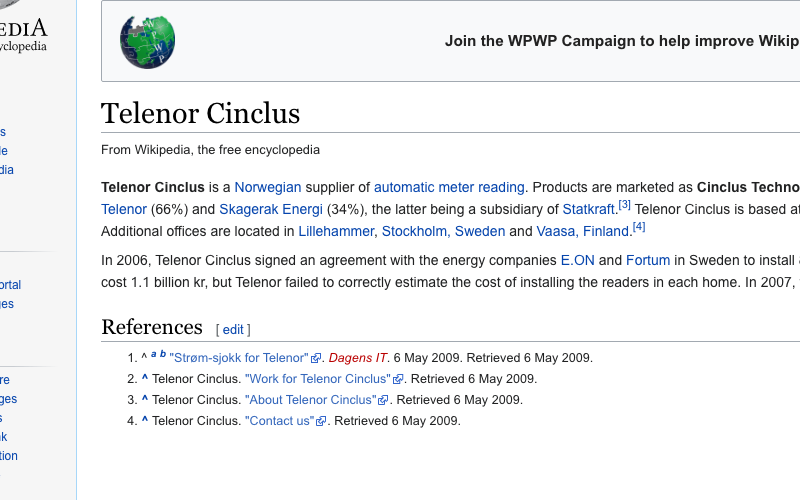 EDIA
cyclopedia
Join the WPWP Campaign to help improve Wikip
Telenor Cinclus
From Wikipedia, the free encyclopedia
Telenor Cinclus is a Norwegian supplier of automatic meter reading. Products are marketed as Cinclus Techno
Telenor (66%) and Skagerak Energi (34%), the latter being a subsidiary of Statkraft.[3] Telenor Cinclus is based at
Additional offices are located in Lillehammer, Stockholm, Sweden and Vaasa, Finland.[4]
In 2006, Telenor Cinclus signed an agreement with the energy companies E.ON and Fortum in Sweden to install
cost 1.1 billion kr, but Telenor failed to correctly estimate the cost of installing the readers in each home. In 2007,
References [ edit ]
1. ^ a b "Strøm-sjokk for Telenor". Dagens IT. 6 May 2009. Retrieved 6 May 2009.
2. ^ Telenor Cinclus. "Work for Telenor Cinclus". Retrieved 6 May 2009.
3. ^ Telenor Cinclus. "About Telenor Cinclus". Retrieved 6 May 2009.
4. ^ Telenor Cinclus. "Contact us". Retrieved 6 May 2009.
s
le
dia
ortal
ges
re
ges
s
nk
tion